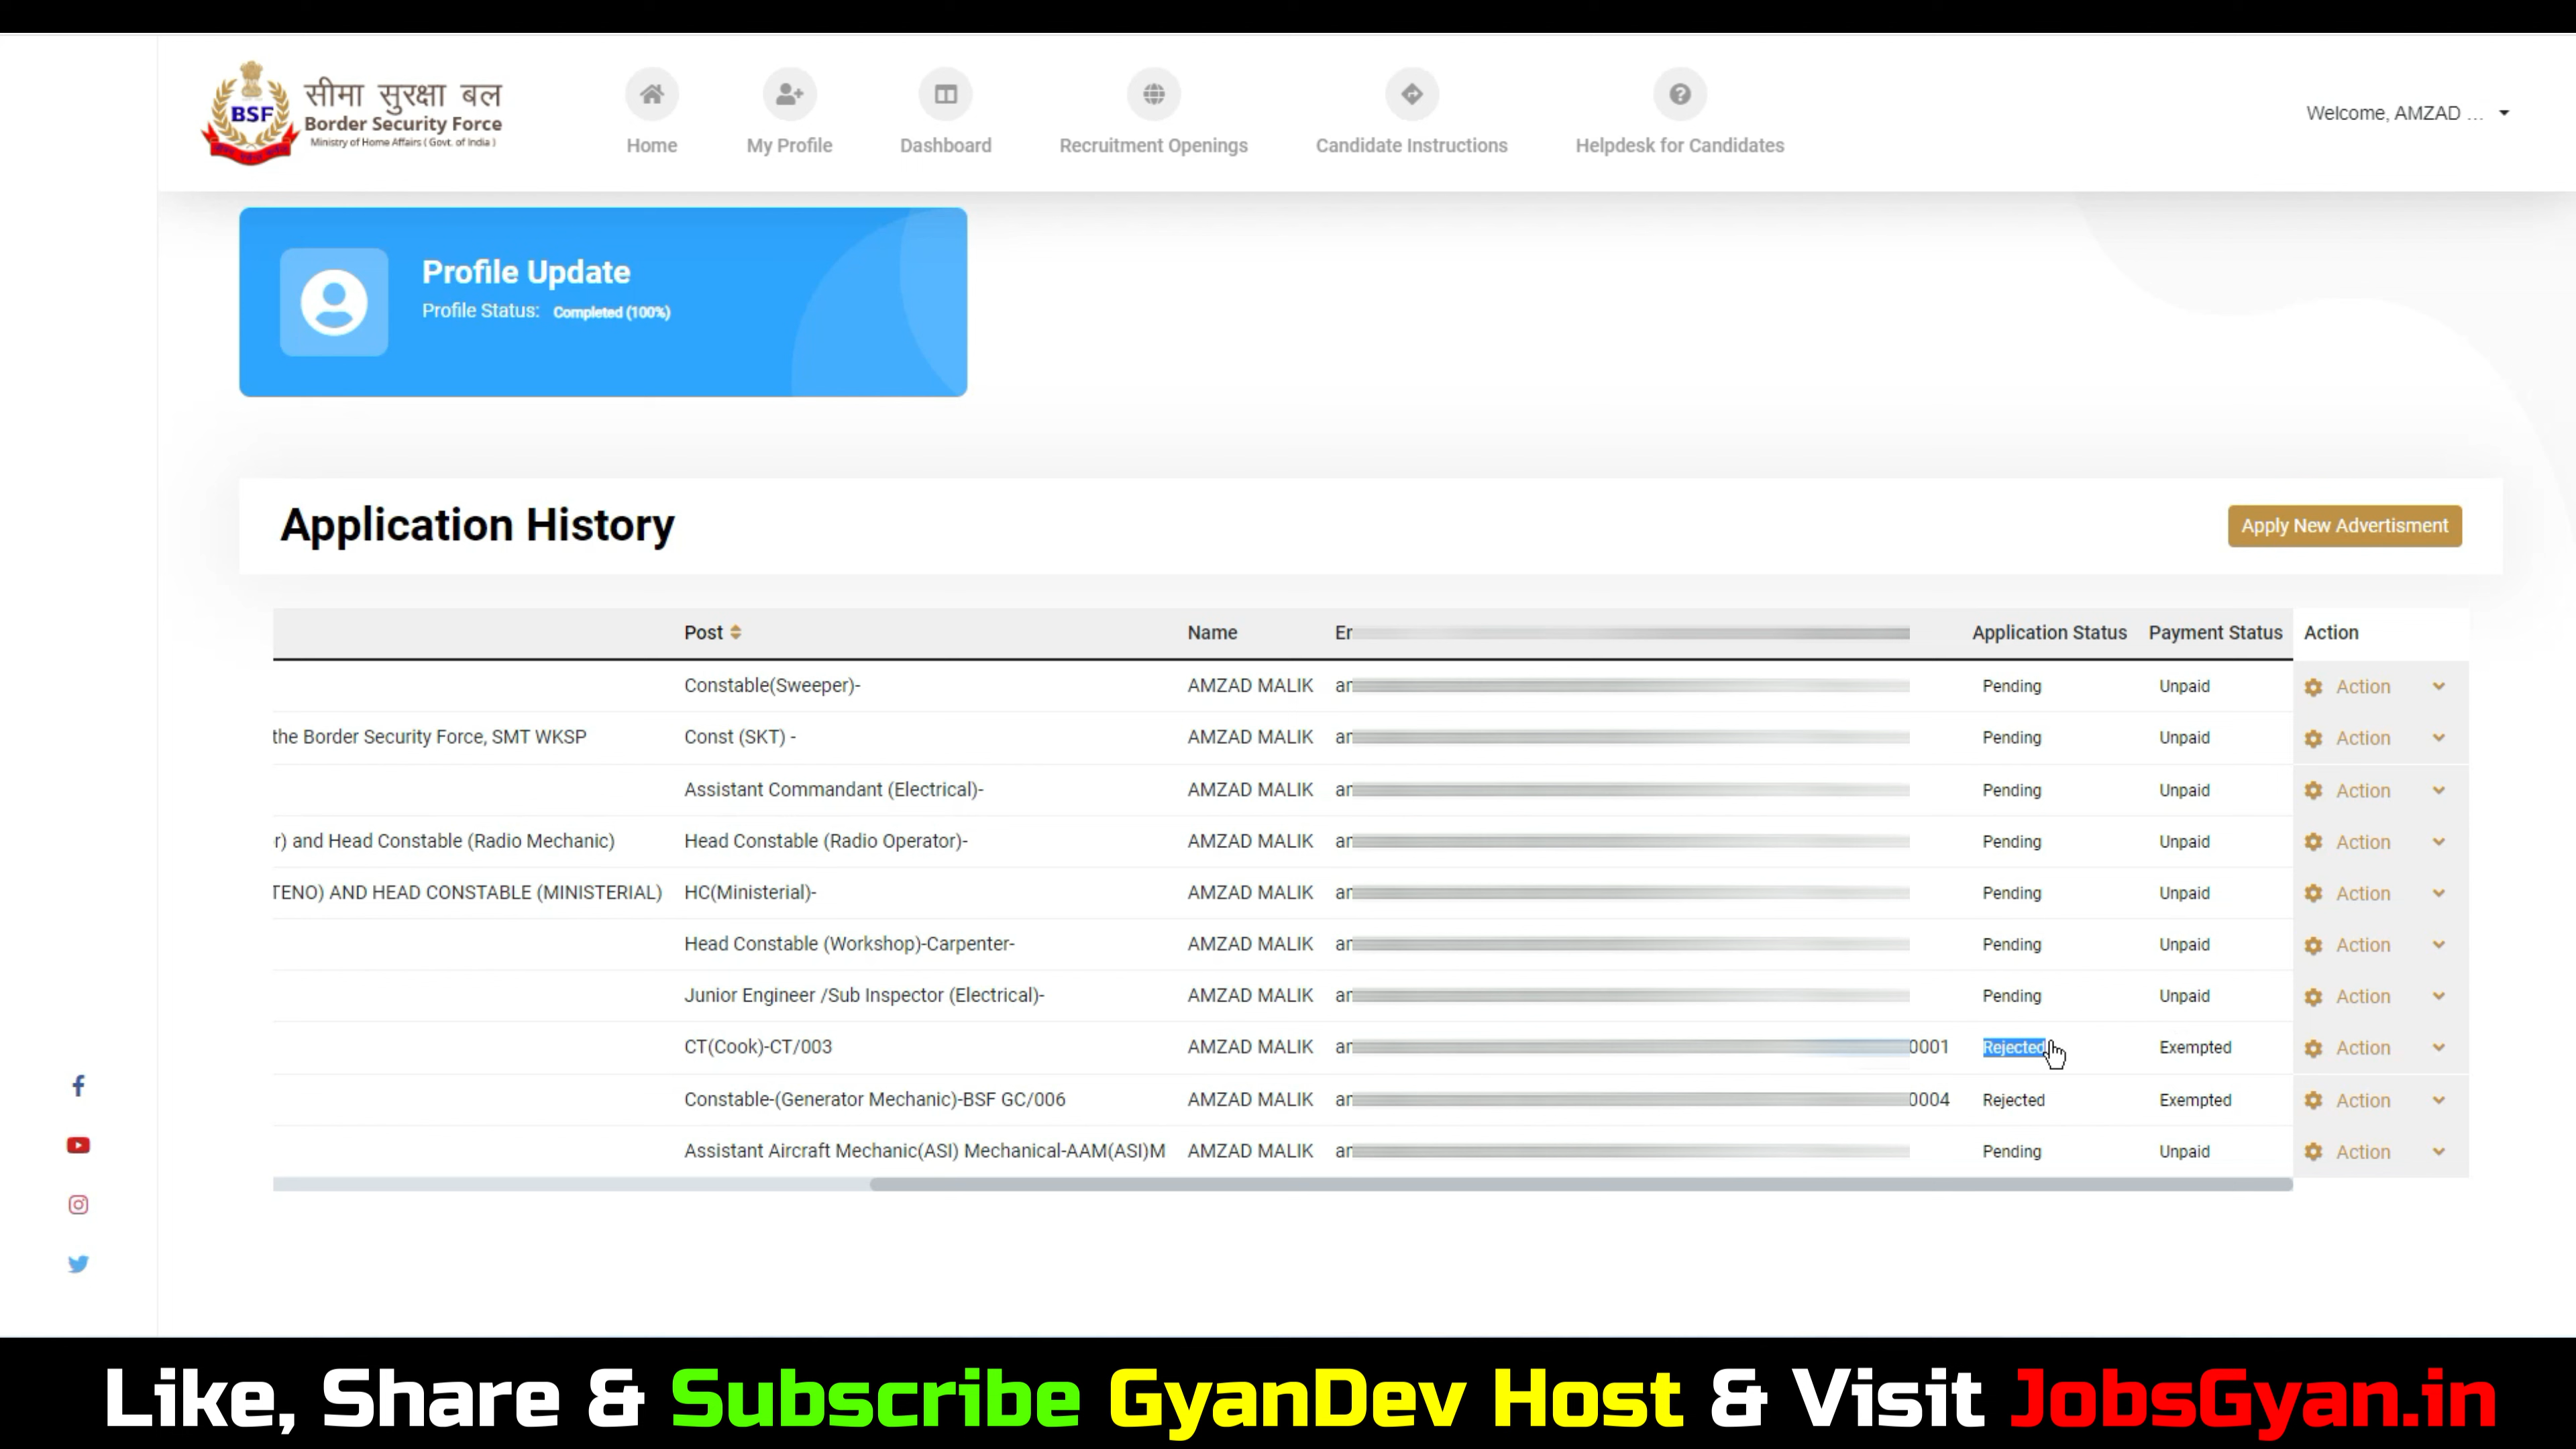 सीमा सुरक्षा बल
BSF
Border Security Force
Ministry of Home Affairs ( Govt. of India )
Home
My Profile
Dashboard
Recruitment Openings
Candidate Instructions
Helpdesk for Candidates
Welcome, AMZAD ...
Profile Update
Profile Status: Completed (100%)
Application History
Apply New Advertisment
Post Name Er Application Status Payment Status Action
Constable(Sweeper)- AMZAD MALIK Pending Unpaid Action
the Border Security Force, SMT WKSP Const (SKT) - AMZAD MALIK Pending Unpaid Action
Assistant Commandant (Electrical)- AMZAD MALIK Pending Unpaid Action
r) and Head Constable (Radio Mechanic) Head Constable (Radio Operator)- AMZAD MALIK Pending Unpaid Action
TENO) AND HEAD CONSTABLE (MINISTERIAL) HC(Ministerial)- AMZAD MALIK Pending Unpaid Action
Head Constable (Workshop)-Carpenter- AMZAD MALIK Pending Unpaid Action
Junior Engineer /Sub Inspector (Electrical)- AMZAD MALIK Pending Unpaid Action
CT(Cook)-CT/003 AMZAD MALIK 0001 Rejected Exempted Action
Constable-(Generator Mechanic)-BSF GC/006 AMZAD MALIK 0004 Rejected Exempted Action
Assistant Aircraft Mechanic(ASI) Mechanical-AAM(ASI)M AMZAD MALIK Pending Unpaid Action
Like, Share & Subscribe GyanDev Host & Visit JobsGyan.in